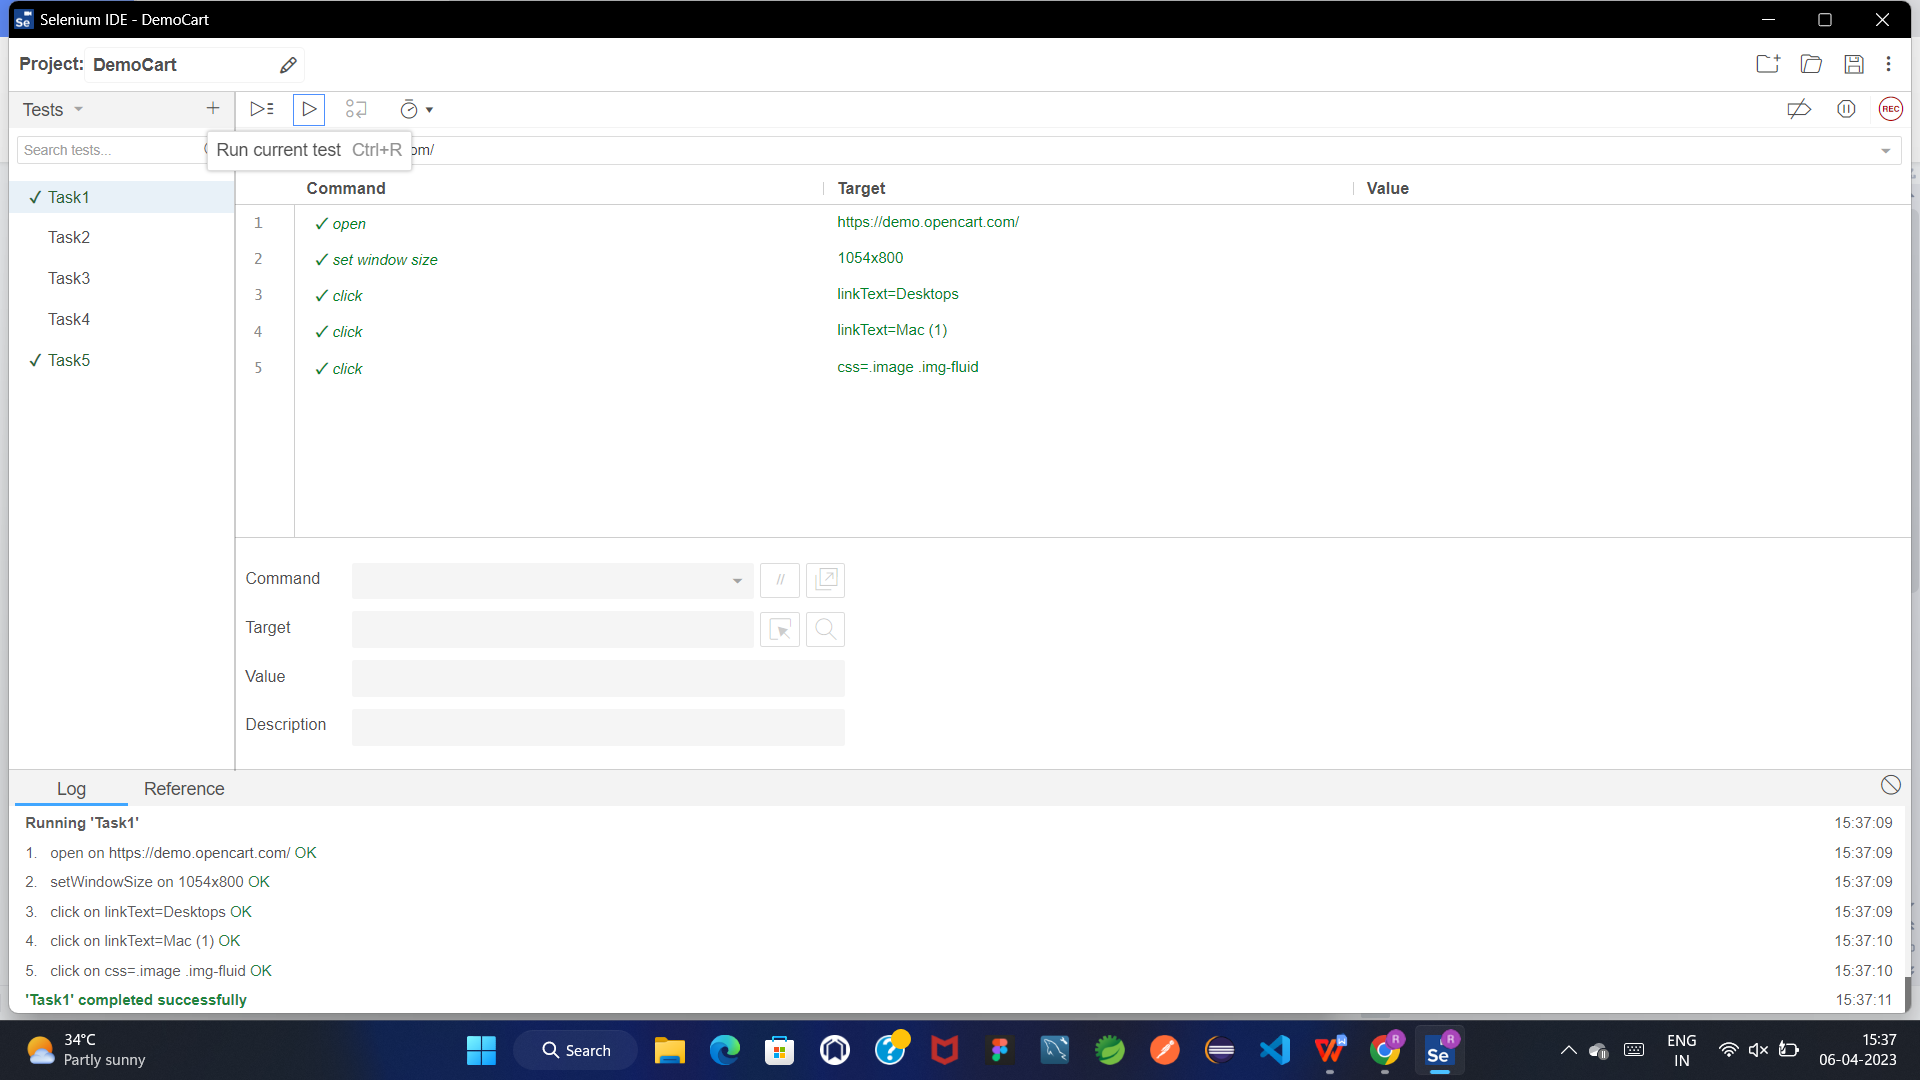 Selenium IDE - DemoCart
Project: DemoCart
Tests
REC
Search tests...
Run current test Ctrl+R
om/
Command Target Value
Task1
Task2
Task3
Task4
Task5
1 open https://demo.opencart.com/
2 set window size 1054x800
3 click linkText=Desktops
4 click linkText=Mac (1)
5 click css=.image .img-fluid
Command //
Target
Value
Description
Log Reference
Running 'Task1' 15:37:09
1. open on https://demo.opencart.com/ OK 15:37:09
2. setWindowSize on 1054x800 OK 15:37:09
3. click on linkText=Desktops OK 15:37:09
4. click on linkText=Mac (1) OK 15:37:10
5. click on css=.image .img-fluid OK 15:37:10
'Task1' completed successfully 15:37:11
34°C
Partly sunny
Search
R
R
Se
ENG
IN
15:37
06-04-2023